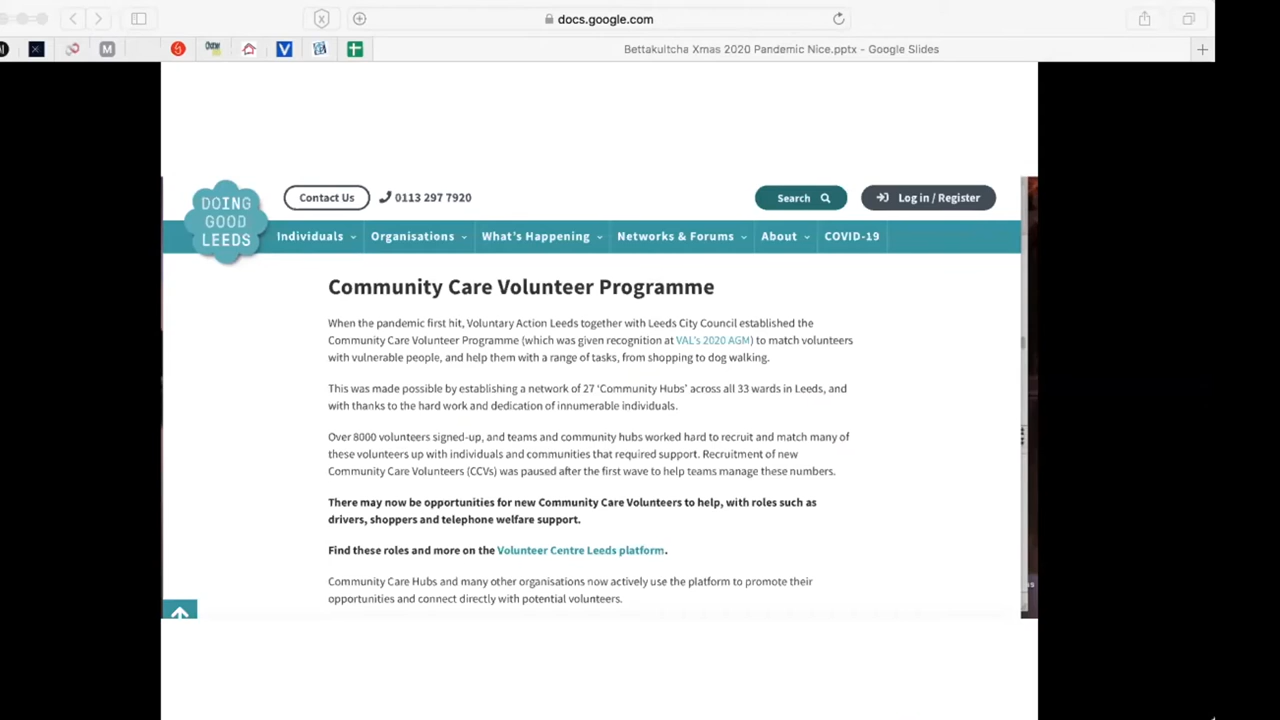 docs.google.com
Bettakultcha Xmas 2020 Pandemic Nice.pptx - Google Slides
DOING
GOOD
LEEDS
Contact Us
0113 297 7920
Search
Log in / Register
Individuals
Organisations
What's Happening
Networks & Forums
About
COVID-19
Community Care Volunteer Programme
When the pandemic first hit, Voluntary Action Leeds together with Leeds City Council established the
Community Care Volunteer Programme (which was given recognition at VAL's 2020 AGM) to match volunteers
with vulnerable people, and help them with a range of tasks, from shopping to dog walking.
This was made possible by establishing a network of 27 'Community Hubs' across all 33 wards in Leeds, and
with thanks to the hard work and dedication of innumerable individuals.
Over 8000 volunteers signed-up, and teams and community hubs worked hard to recruit and match many of
these volunteers up with individuals and communities that required support. Recruitment of new
Community Care Volunteers (CCVs) was paused after the first wave to help teams manage these numbers.
There may now be opportunities for new Community Care Volunteers to help, with roles such as
drivers, shoppers and telephone welfare support.
Find these roles and more on the Volunteer Centre Leeds platform.
Community Care Hubs and many other organisations now actively use the platform to promote their
opportunities and connect directly with potential volunteers.